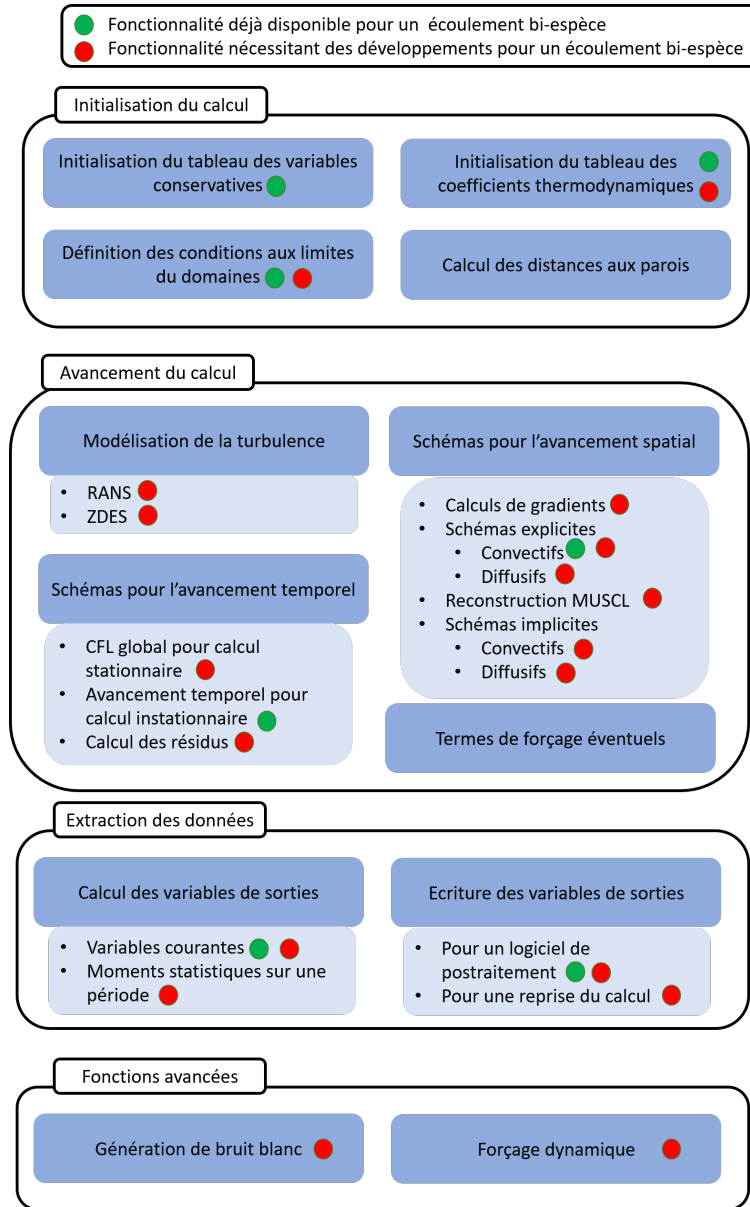 Fonctionnalité déjà disponible pour un écoulement bi-espèce
Fonctionnalité nécessitant des développements pour un écoulement bi-espèce
Initialisation du calcul
Initialisation du tableau des variables
conservatives
Initialisation du tableau des
coefficients thermodynamiques
Définition des conditions aux limites
du domaines
Calcul des distances aux parois
Avancement du calcul
Modélisation de la turbulence
• RANS
• ZDES
Schémas pour l'avancement temporel
• CFL global pour calcul
stationnaire
• Avancement temporel pour
calcul instationnaire
• Calcul des résidus
Schémas pour l'avancement spatial
• Calculs de gradients
• Schémas explicites
• Convectifs
• Diffusifs
• Reconstruction MUSCL
• Schémas implicites
• Convectifs
• Diffusifs
Termes de forçage éventuels
Extraction des données
Calcul des variables de sorties
• Variables courantes
• Moments statistiques sur une
période
Ecriture des variables de sorties
• Pour un logiciel de
postraitement
• Pour une reprise du calcul
Fonctions avancées
Génération de bruit blanc
Forçage dynamique